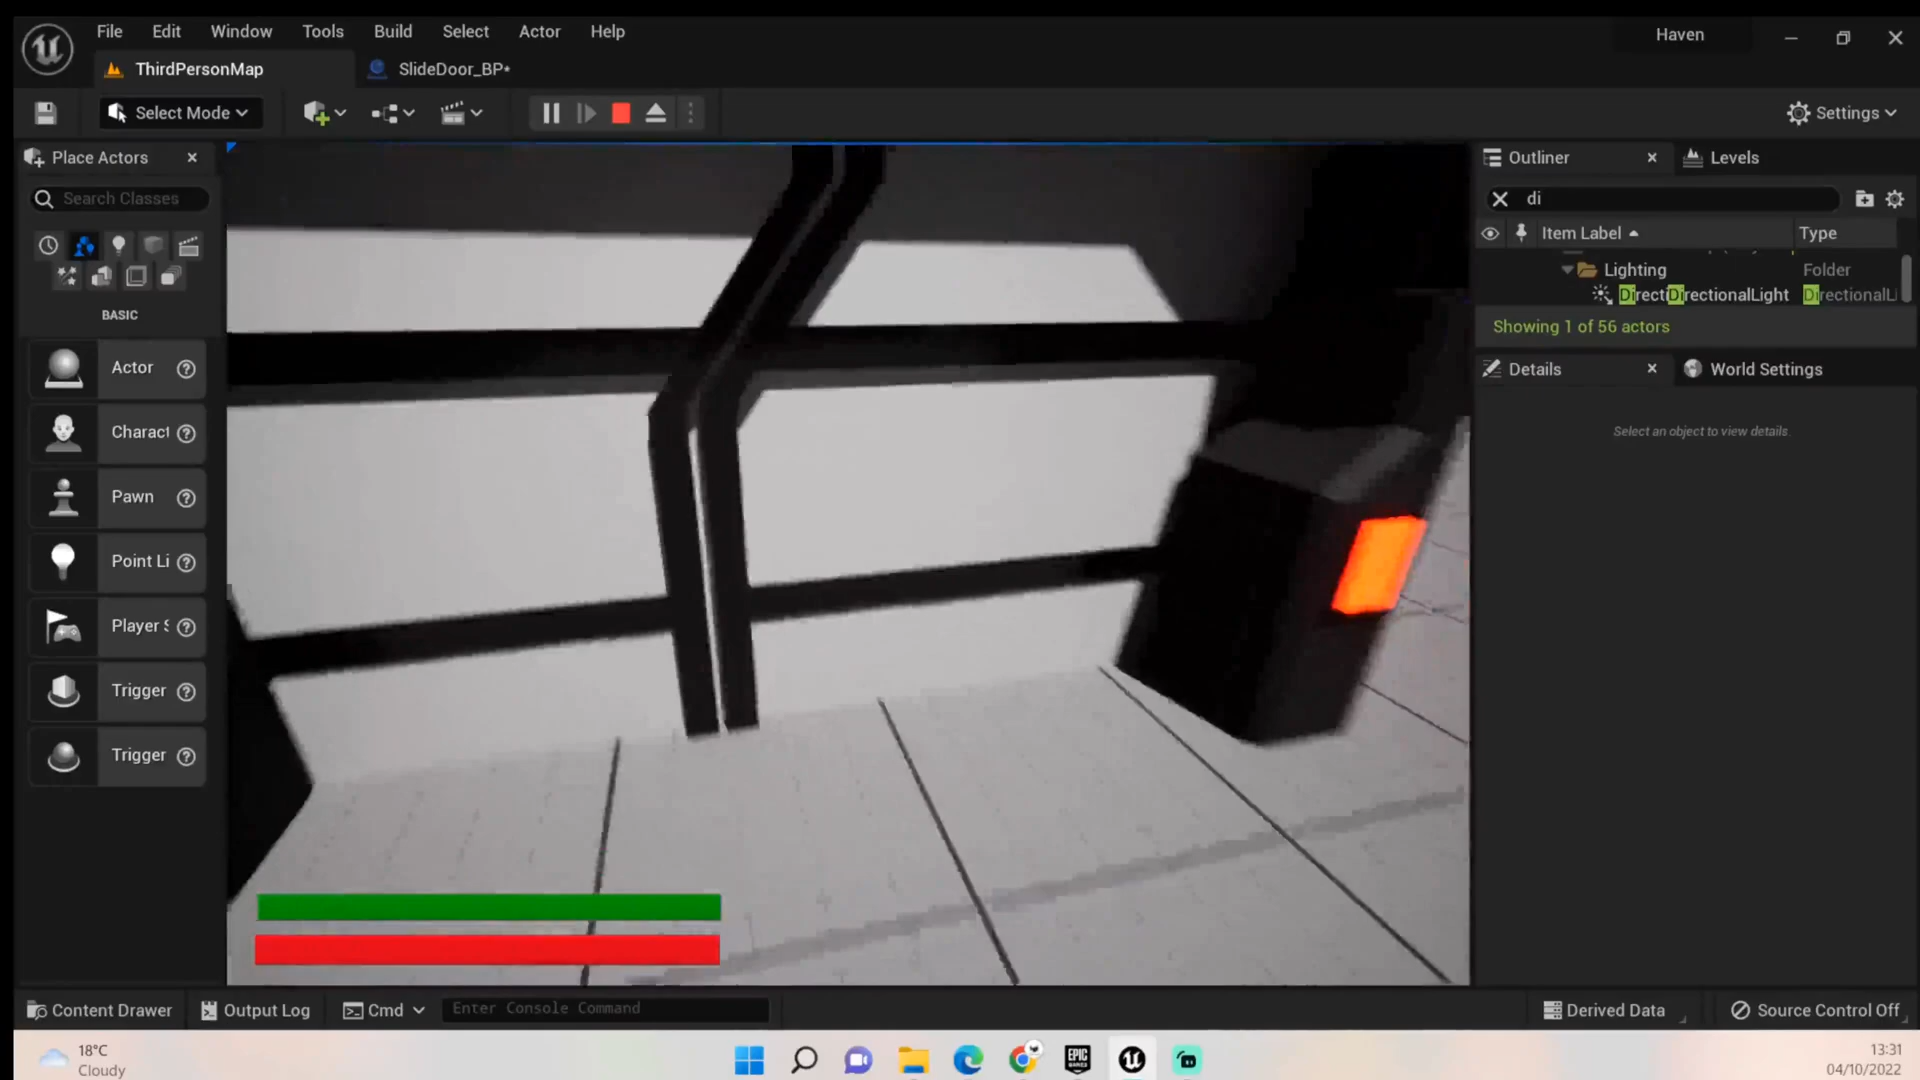 File Edit Window Tools Build Select Actor Help
Haven
ThirdPersonMap
SlideDoor_BP*
Select Mode
Settings
Place Actors
Outliner
Levels
Search Classes
di
Item Label
Type
Lighting
Folder
DirectiDirectionalLight
DirectionalLi
BASIC
Showing 1 of 56 actors
Actor
Details
World Settings
Charact
Select an object to view details.
Pawn
Point Li
Player S
Trigger
Trigger
Content Drawer
Output Log
Cmd
Enter Console Command
Derived Data
Source Control Off
18°C
Cloudy
EPIC
GAMES
13:31
04/10/2022